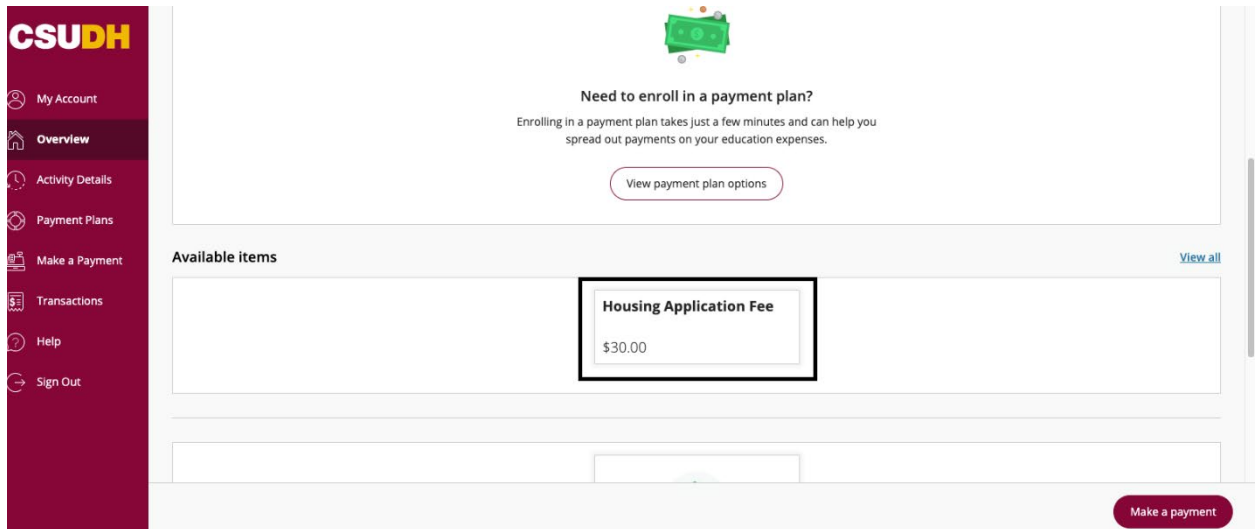 CSUDH
My Account
Overview
Activity Details
Payment Plans
Make a Payment
Transactions
Help
Sign Out
Need to enroll in a payment plan?
Enrolling in a payment plan takes just a few minutes and can help you
spread out payments on your education expenses.
View payment plan options
Available items
View all
Housing Application Fee
$30.00
Make a payment